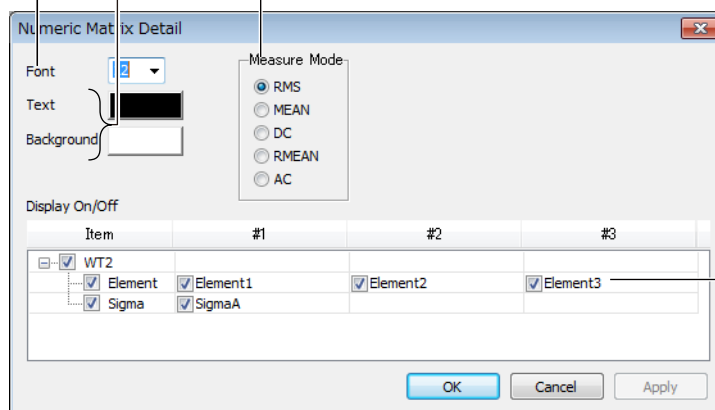 Numeric Matrix Detail
Font
Measure Mode
RMS
Text
MEAN
Background
DC
RMEAN
AC
Display On/Off
Item #1 #2 #3
WT2
Element Element1 Element2 Element3
Sigma SigmaA
OK Cancel Apply